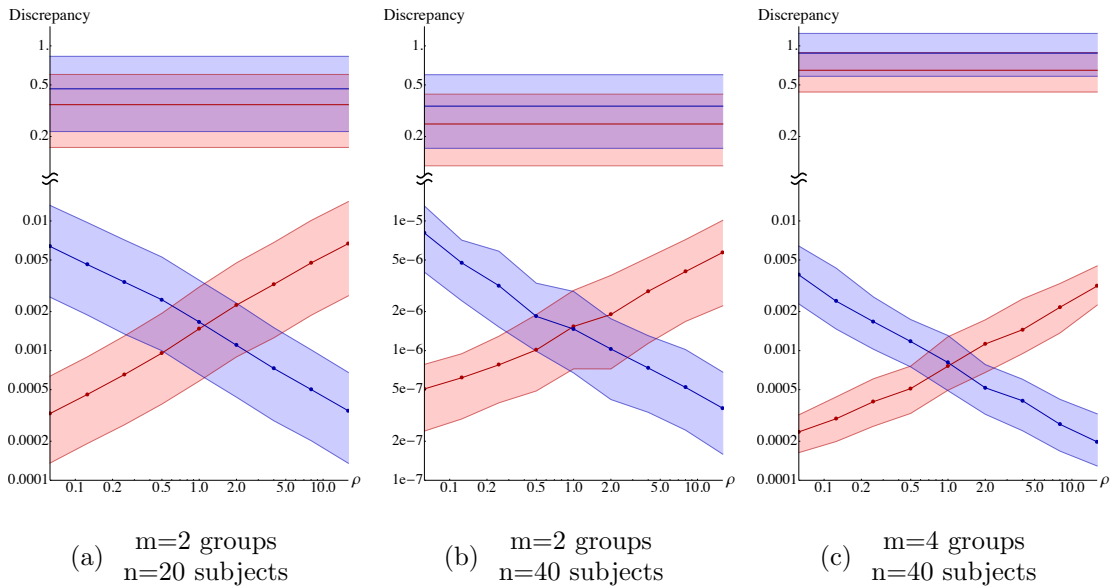 Discrepancy
1.
0.5
0.2
0.01
0.005
0.002
0.001
0.0005
0.0002
0.0001
0.1 0.2 0.5 1.0 2.0 5.0 10.0 ρ
(a) m=2 groups
n=20 subjects
Discrepancy
1.
0.5
0.2
1e-5
5e-6
2e-6
1e-6
5e-7
2e-7
1e-7
0.1 0.2 0.5 1.0 2.0 5.0 10.0 ρ
(b) m=2 groups
n=40 subjects
Discrepancy
1.
0.5
0.2
0.01
0.005
0.002
0.001
0.0005
0.0002
0.0001
0.1 0.2 0.5 1.0 2.0 5.0 10.0 ρ
(c) m=4 groups
n=40 subjects